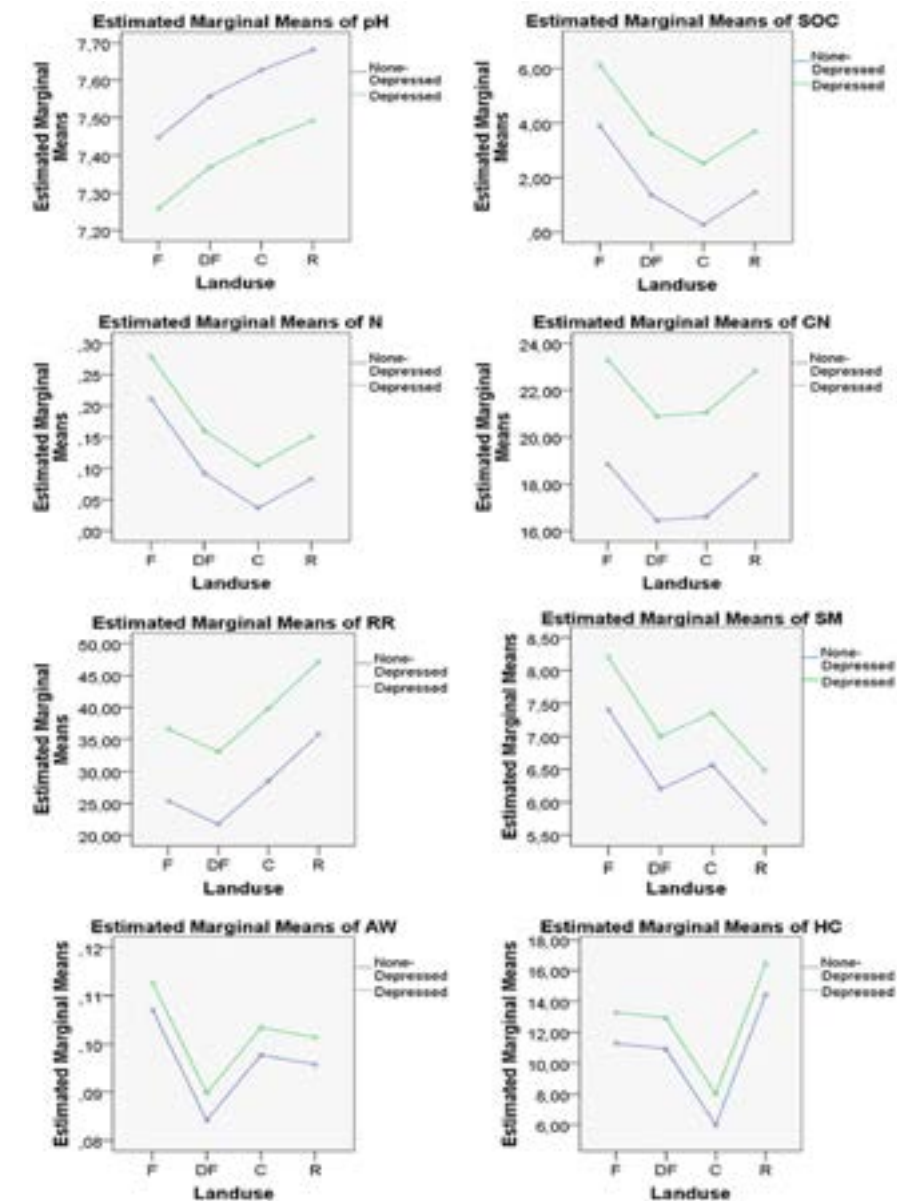 Estimated Marginal Means of pH
Estimated Marginal
Means
7,70
7,60
7,50
7,40
7,30
7,20
F DF C R
Landuse
None-
Depressed
Depressed
Estimated Marginal Means of SOC
Estimated Marginal
Means
6,00
4,00
2,00
,00
F DF C R
Landuse
None-
Depressed
Depressed
Estimated Marginal Means of N
Estimated Marginal
Means
,30
,25
,20
,15
,10
,05
,00
F DF C R
Landuse
None-
Depressed
Depressed
Estimated Marginal Means of CN
Estimated Marginal
Means
24,00
22,00
20,00
18,00
16,00
F DF C R
Landuse
None-
Depressed
Depressed
Estimated Marginal Means of RR
Estimated Marginal
Means
50,00
45,00
40,00
35,00
30,00
25,00
20,00
F DF C R
Landuse
None-
Depressed
Depressed
Estimated Marginal Means of SM
Estimated Marginal Means
8,50
8,00
7,50
7,00
6,50
6,00
5,50
F DF C R
Landuse
None-
Depressed
Depressed
Estimated Marginal Means of AW
Estimated Marginal Means
,12
,11
,10
,09
,08
F DF C R
Landuse
None-
Depressed
Depressed
Estimated Marginal Means of HC
Estimated Marginal Means
18,00
16,00
14,00
12,00
10,00
8,00
6,00
F DF C R
Landuse
None-
Depressed
Depressed